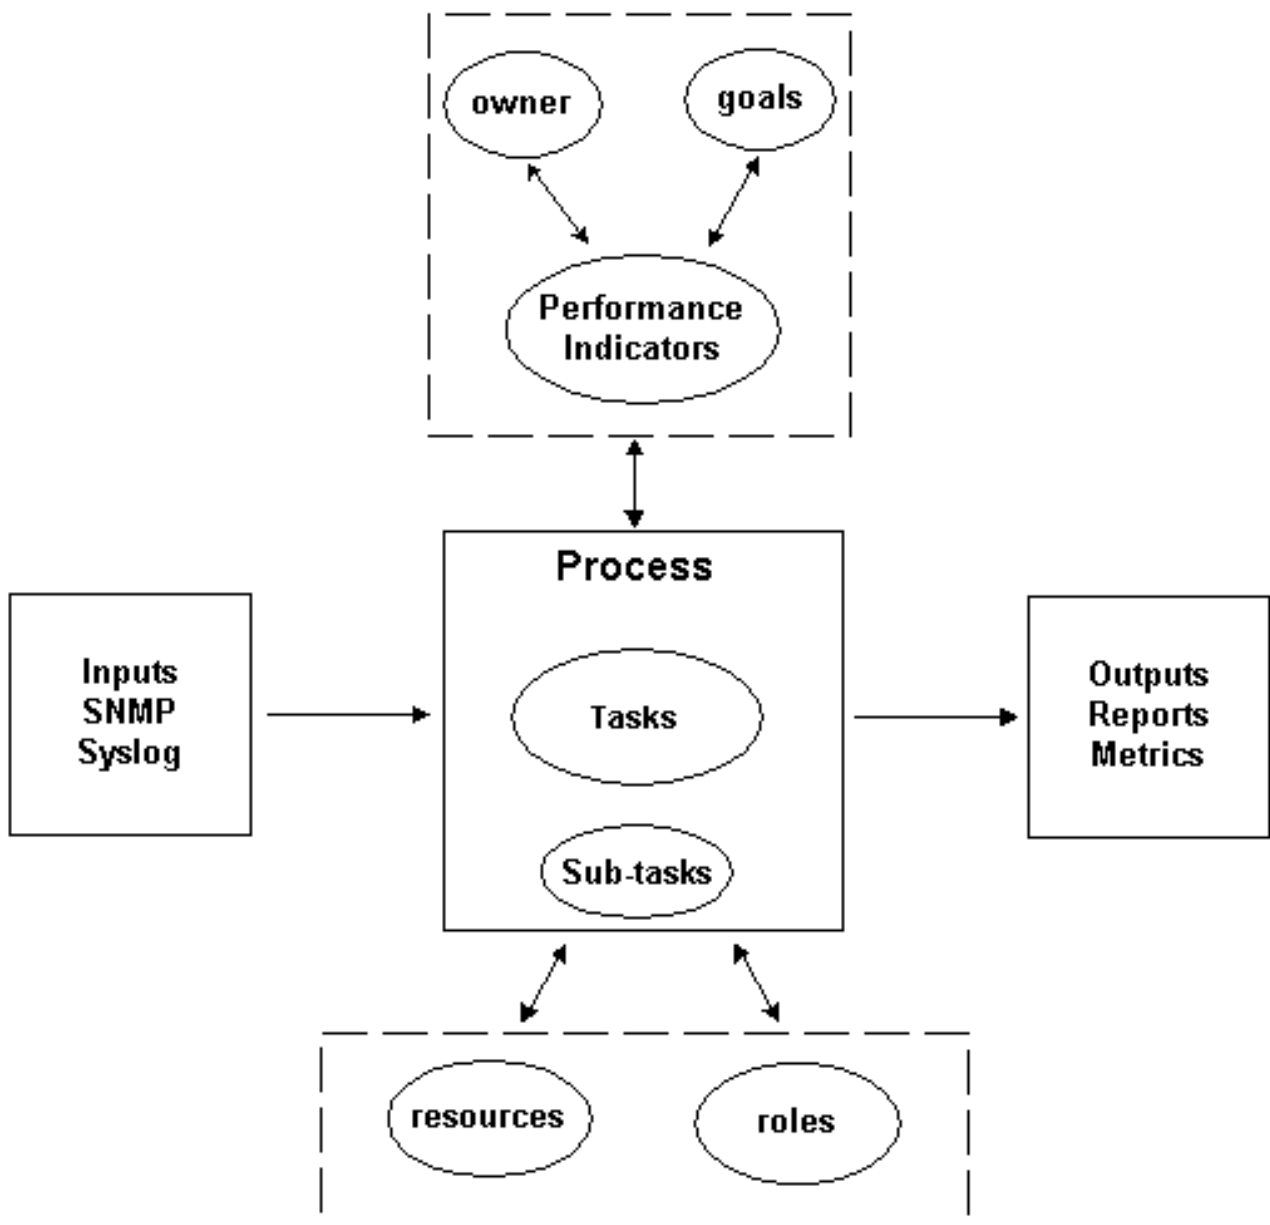 owner
goals
Performance
Indicators
Process
Inputs
SNMP
Syslog
Tasks
Outputs
Reports
Metrics
Sub-tasks
resources
roles